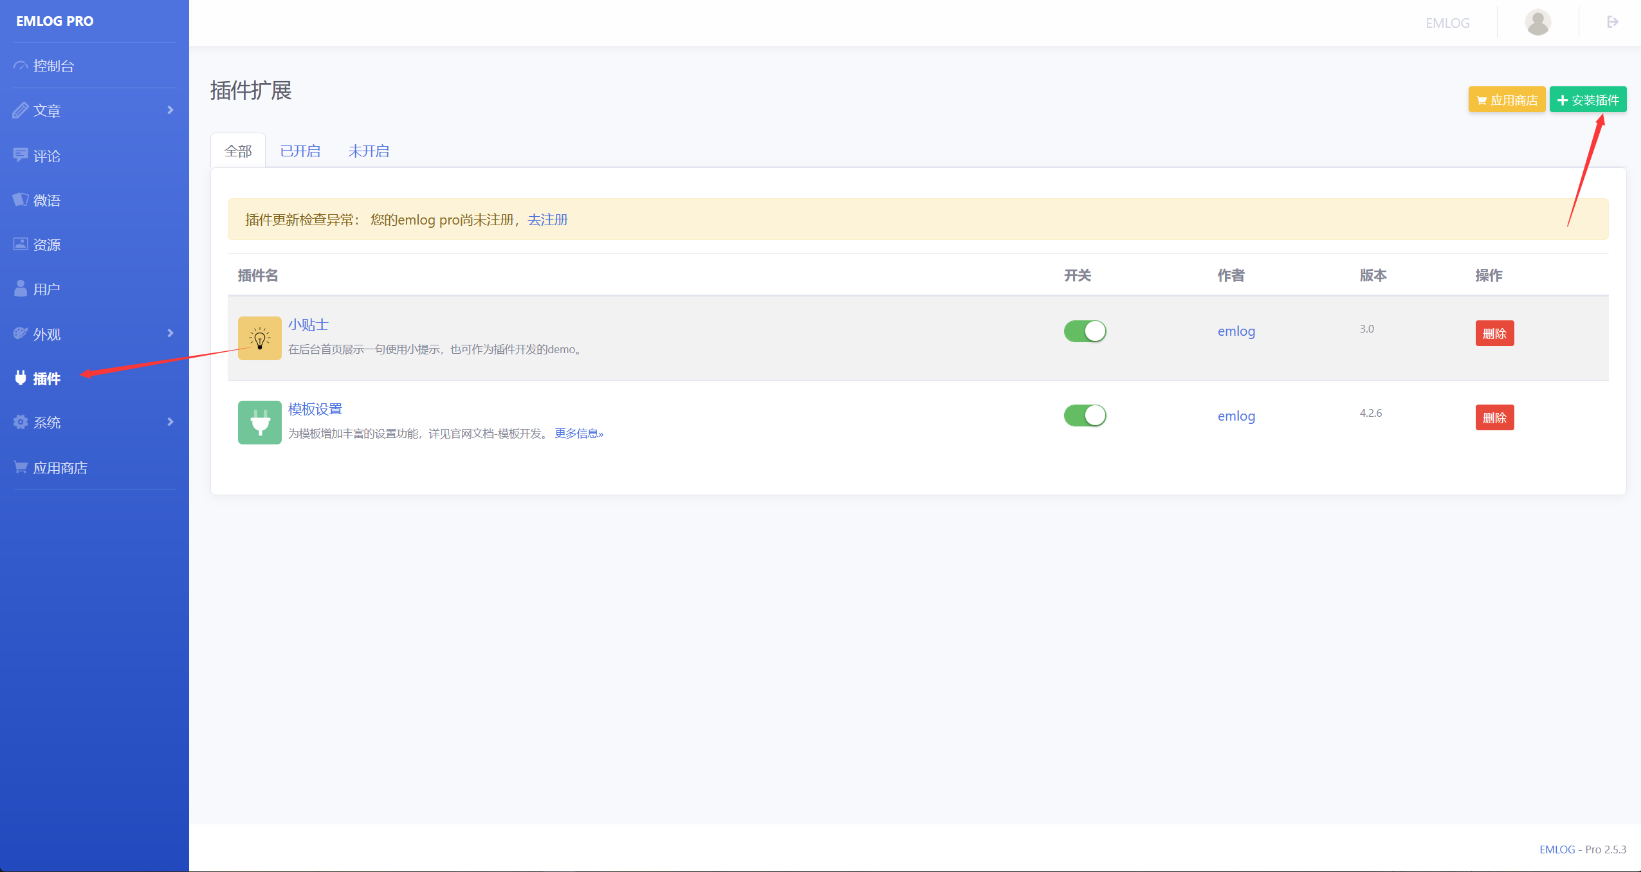 EMLOG PRO
控制台
文章
评论
微语
资源
用户
外观
插件
系统
应用商店
EMLOG
插件扩展
应用商店
安装插件
全部 已开启 未开启
插件更新检查异常： 您的emlog pro尚未注册，去注册
插件名 开关 作者 版本 操作
小贴士
在后台首页展示一句使用小提示，也可作为插件开发的demo。
emlog 3.0 删除
模板设置
为模板增加丰富的设置功能，详见官网文档-模板开发。 更多信息»
emlog 4.2.6 删除
EMLOG - Pro 2.5.3